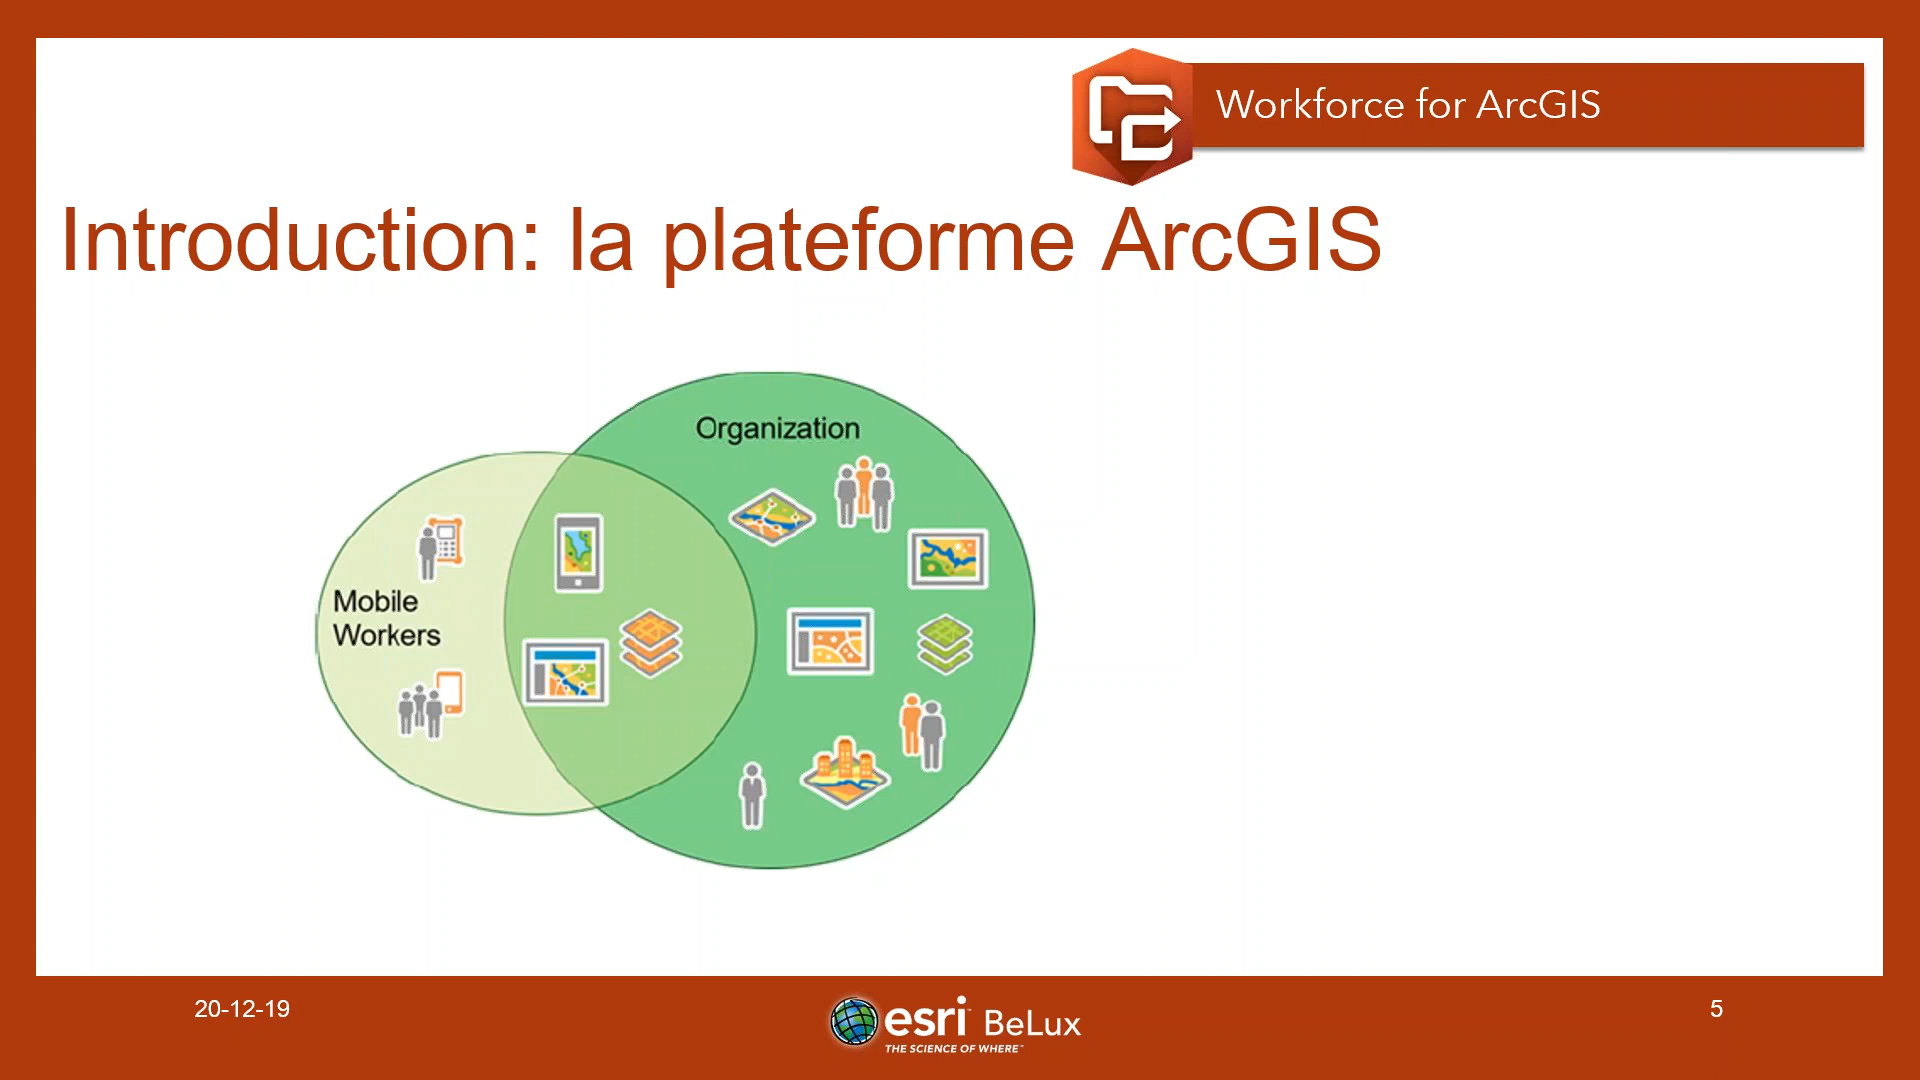 Workforce for ArcGIS
Introduction: la plateforme ArcGIS
Organization
Mobile
Workers
20-12-19
esri BeLux
THE SCIENCE OF WHERE™
5